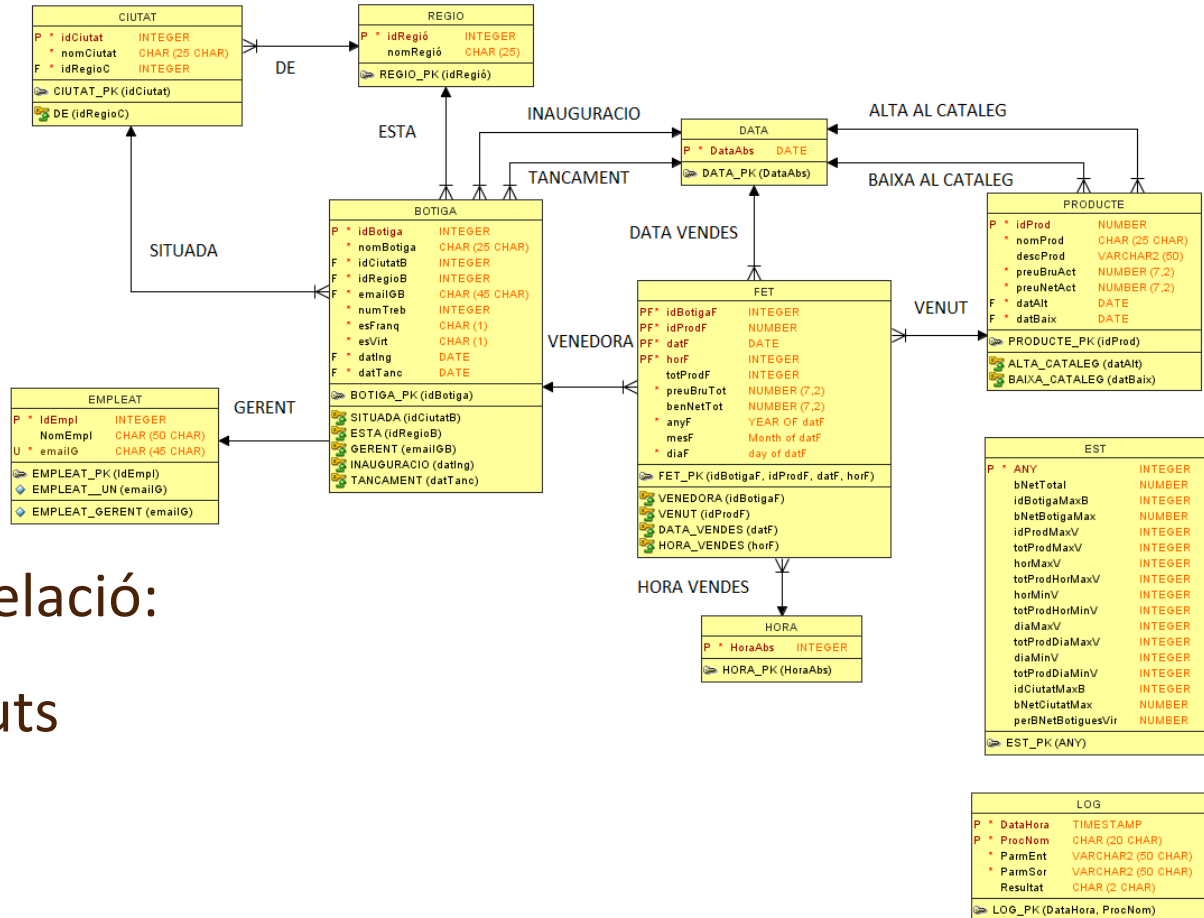 CIUTAT
P * idCiutat INTEGER
* nomCiutat CHAR (25 CHAR)
F * idRegioC INTEGER
CIUTAT_PK (idCiutat)
DE (idRegioC)
DE
REGIO
P * idRegió INTEGER
nomRegió CHAR (25)
REGIO_PK (idRegió)
ESTA
INAUGURACIO
TANCAMENT
DATA
P * DataAbs DATE
DATA_PK (DataAbs)
ALTA AL CATALEG
BAIXA AL CATALEG
SITUADA
BOTIGA
P * idBotiga INTEGER
* nomBotiga CHAR (25 CHAR)
F * idCiutatB INTEGER
F * idRegioB INTEGER
F * emailGB CHAR (45 CHAR)
* numTreb INTEGER
* esFranq CHAR (1)
* esVirt CHAR (1)
F * datIng DATE
F * datTanc DATE
BOTIGA_PK (idBotiga)
SITUADA (idCiutatB)
ESTA (idRegioB)
GERENT (emailGB)
INAUGURACIO (datIng)
TANCAMENT (datTanc)
DATA VENDES
PRODUCTE
P * idProd NUMBER
* nomProd CHAR (25 CHAR)
descProd VARCHAR2 (50)
* preuBruAct NUMBER (7,2)
* preuNetAct NUMBER (7,2)
F * datAlt DATE
F * datBaix DATE
PRODUCTE_PK (idProd)
ALTA_CATALEG (datAlt)
BAIXA_CATALEG (datBaix)
VENUT
VENEDORA
FET
PF* idBotigaF INTEGER
PF* idProdF NUMBER
PF* datF DATE
PF* horF INTEGER
totProdF INTEGER
* preuBruTot NUMBER (7,2)
benNetTot NUMBER (7,2)
* anyF YEAR OF datF
mesF Month of datF
* diaF day of datF
FET_PK (idBotigaF, idProdF, datF, horF)
VENEDORA (idBotigaF)
VENUT (idProdF)
DATA_VENDES (datF)
HORA_VENDES (horF)
GERENT
EMPLEAT
P * IdEmpl INTEGER
NomEmpl CHAR (50 CHAR)
U * emailG CHAR (45 CHAR)
EMPLEAT_PK (IdEmpl)
EMPLEAT__UN (emailG)
EMPLEAT_GERENT (emailG)
HORA VENDES
HORA
P * HoraAbs INTEGER
HORA_PK (HoraAbs)
EST
P * ANY INTEGER
bNetTotal NUMBER
idBotigaMaxB INTEGER
bNetBotigaMax NUMBER
idProdMaxV INTEGER
totProdMaxV INTEGER
horMaxV INTEGER
totProdHorMaxV INTEGER
horMinV INTEGER
totProdHorMinV INTEGER
diaMaxV INTEGER
totProdDiaMaxV INTEGER
diaMinV INTEGER
totProdDiaMinV INTEGER
idCiutatMaxB INTEGER
bNetCiutatMax NUMBER
perBNetBotiguesVir NUMBER
EST_PK (ANY)
elació:
uts
LOG
P * DataHora TIMESTAMP
P * ProcNom CHAR (20 CHAR)
* ParmEnt VARCHAR2 (50 CHAR)
* ParmSor VARCHAR2 (50 CHAR)
Resultat CHAR (2 CHAR)
LOG_PK (DataHora, ProcNom)